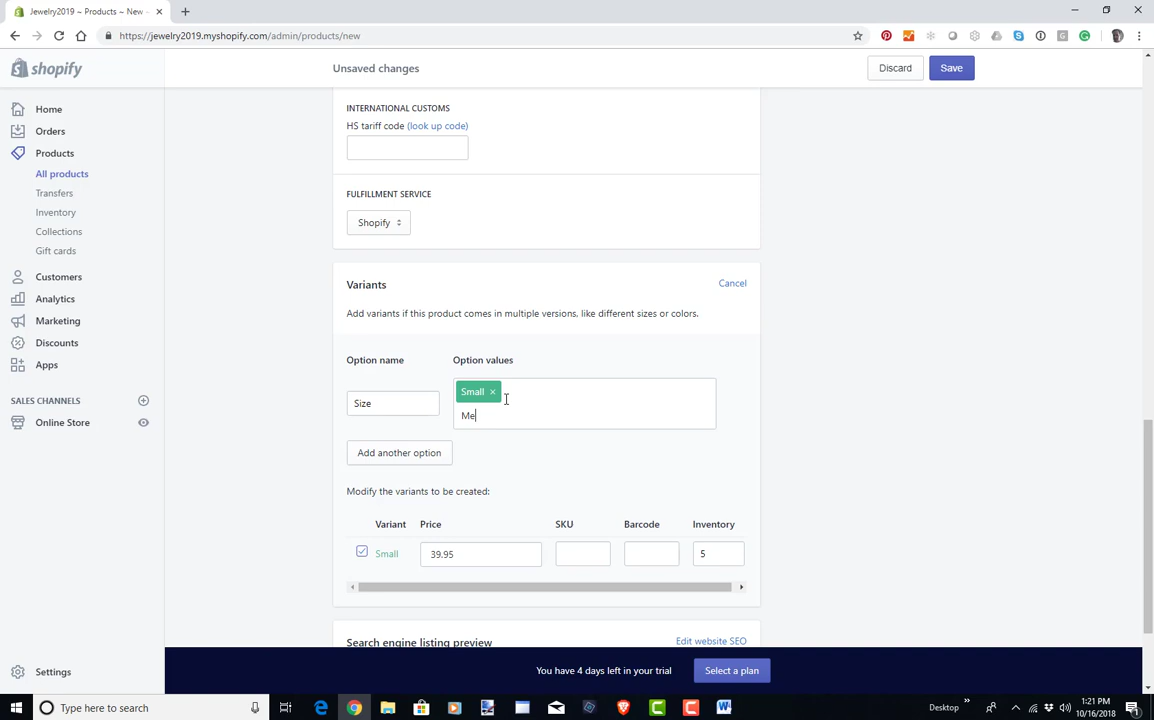 Jewelry2019 ~ Products ~ New ~
https://jewelry2019.myshopify.com/admin/products/new
shopify
Unsaved changes
Discard
Save
Home
Orders
Products
All products
Transfers
Inventory
Collections
Gift cards
Customers
Analytics
Marketing
Discounts
Apps
SALES CHANNELS
Online Store
Settings
INTERNATIONAL CUSTOMS
HS tariff code (look up code)
FULFILLMENT SERVICE
Shopify
Variants
Cancel
Add variants if this product comes in multiple versions, like different sizes or colors.
Option name
Option values
Size
Small ×
Me
Add another option
Modify the variants to be created:
Variant Price SKU Barcode Inventory
Small 39.95 5
Search engine listing preview
Edit website SEO
You have 4 days left in your trial
Select a plan
Type here to search
Desktop
1:21 PM
10/16/2018